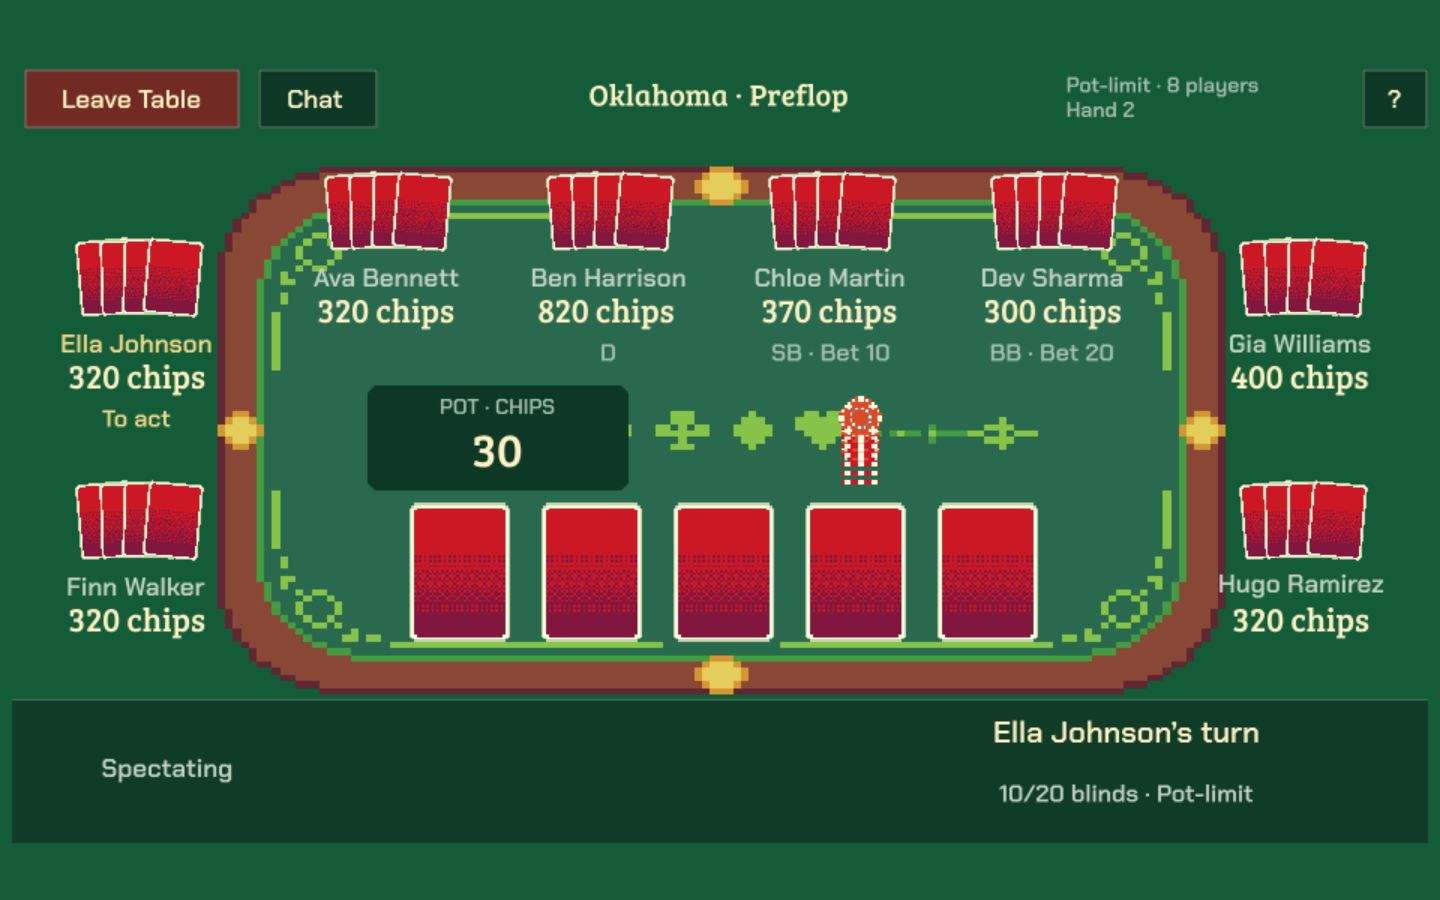 Leave Table
Chat
Oklahoma · Preflop
Pot-limit · 8 players
Hand 2
?
Ava Bennett
320 chips
Ben Harrison
820 chips
D
Chloe Martin
370 chips
SB · Bet 10
Dev Sharma
300 chips
BB · Bet 20
Ella Johnson
320 chips
To act
Gia Williams
400 chips
POT · CHIPS
30
Finn Walker
320 chips
Hugo Ramirez
320 chips
Spectating
Ella Johnson’s turn
10/20 blinds · Pot-limit